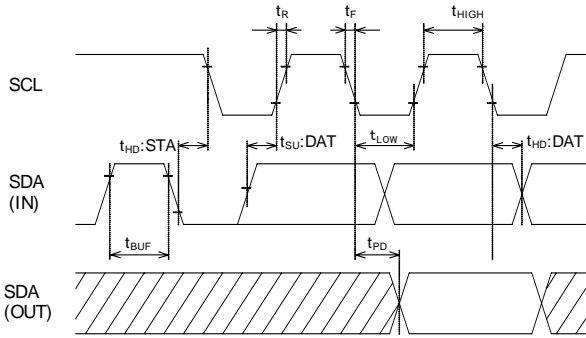 tR
tF
tHIGH
SCL
tHD:STA
tSU:DAT
tLOW
tHD:DAT
SDA
(IN)
tBUF
tPD
SDA
(OUT)